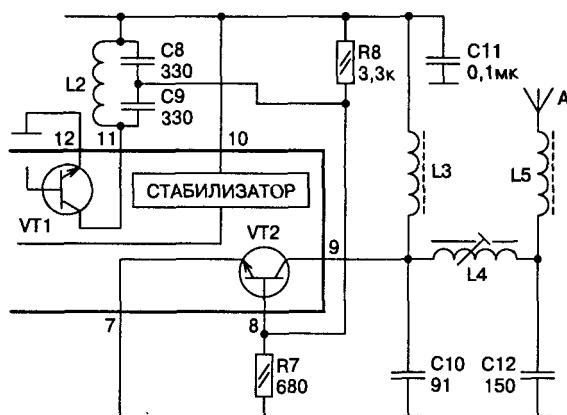 C8
330
L2
C9
330
R8
3,3к
C11
0,1мк
A
12
11
10
L3
L5
СТАБИЛИЗАТОР
VT1
VT2
9
L4
7
8
R7
680
C10
91
C12
150